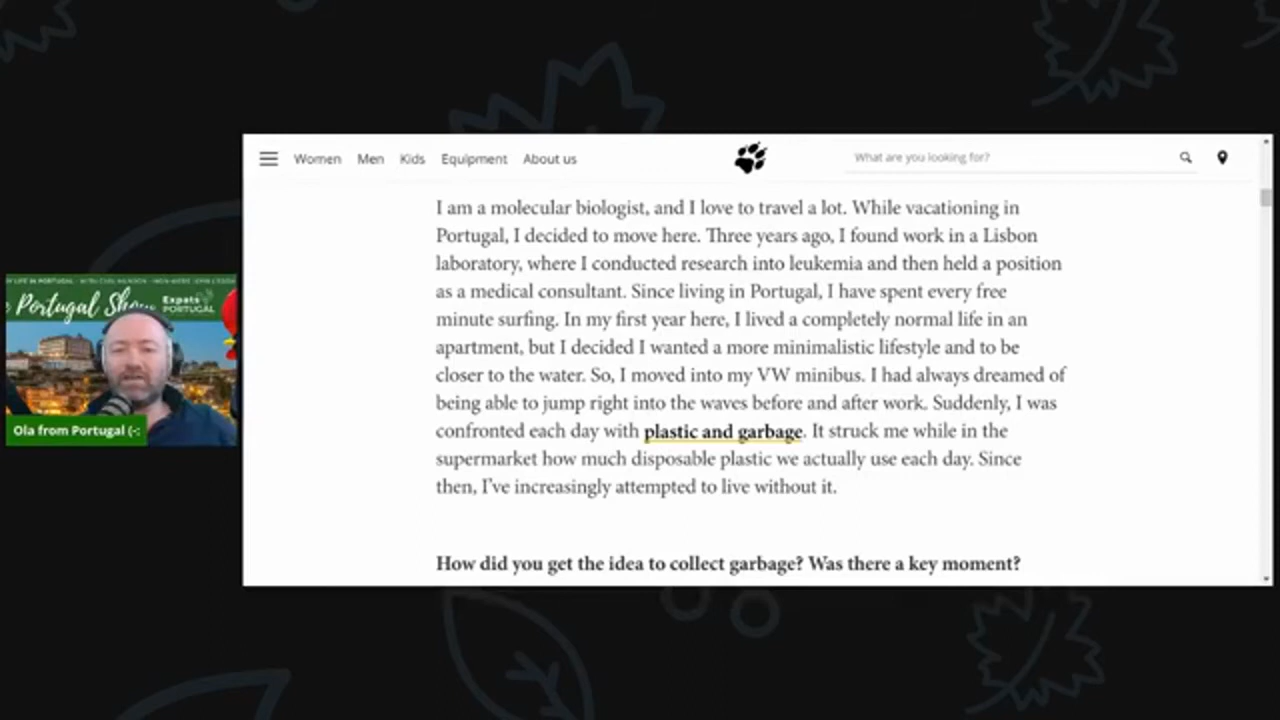 Women Men Kids Equipment About us What are you looking for?
I am a molecular biologist, and I love to travel a lot. While vacationing in
Portugal, I decided to move here. Three years ago, I found work in a Lisbon
laboratory, where I conducted research into leukemia and then held a position
as a medical consultant. Since living in Portugal, I have spent every free
minute surfing. In my first year here, I lived a completely normal life in an
apartment, but I decided I wanted a more minimalistic lifestyle and to be
closer to the water. So, I moved into my VW minibus. I had always dreamed of
being able to jump right into the waves before and after work. Suddenly, I was
confronted each day with plastic and garbage. It struck me while in the
supermarket how much disposable plastic we actually use each day. Since
then, I've increasingly attempted to live without it.
How did you get the idea to collect garbage? Was there a key moment?
Portugal Show
Expats
PORTUGAL
Ola from Portugal (-: